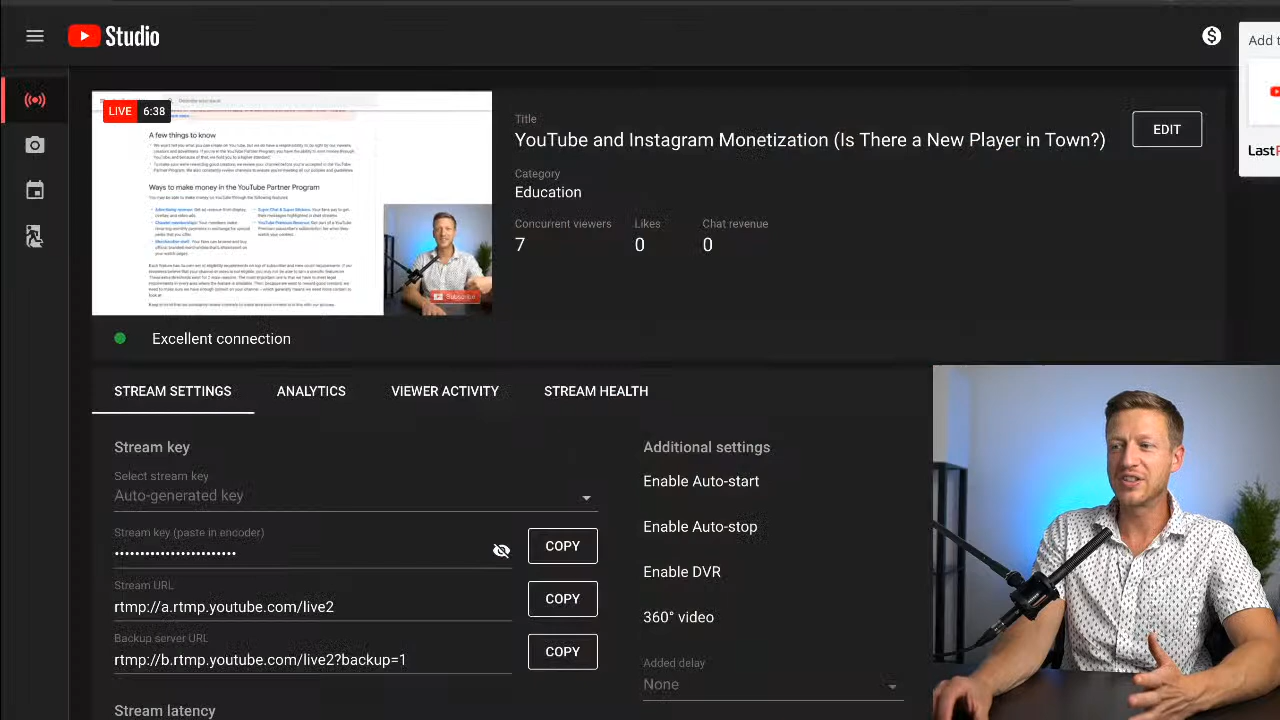 Studio
Add t
LastP
LIVE 6:38
A few things to know
Ways to make money in the YouTube Partner Program
Subscribe
Title
YouTube and Instagram Monetization (Is There a New Player in Town?)
EDIT
Category
Education
Concurrent viewers Likes Chat revenue
7 0 0
Excellent connection
STREAM SETTINGS ANALYTICS VIEWER ACTIVITY STREAM HEALTH
Stream key
Select stream key
Auto-generated key
Stream key (paste in encoder)
COPY
Stream URL
rtmp://a.rtmp.youtube.com/live2
COPY
Backup server URL
rtmp://b.rtmp.youtube.com/live2?backup=1
COPY
Stream latency
Additional settings
Enable Auto-start
Enable Auto-stop
Enable DVR
360° video
Added delay
None